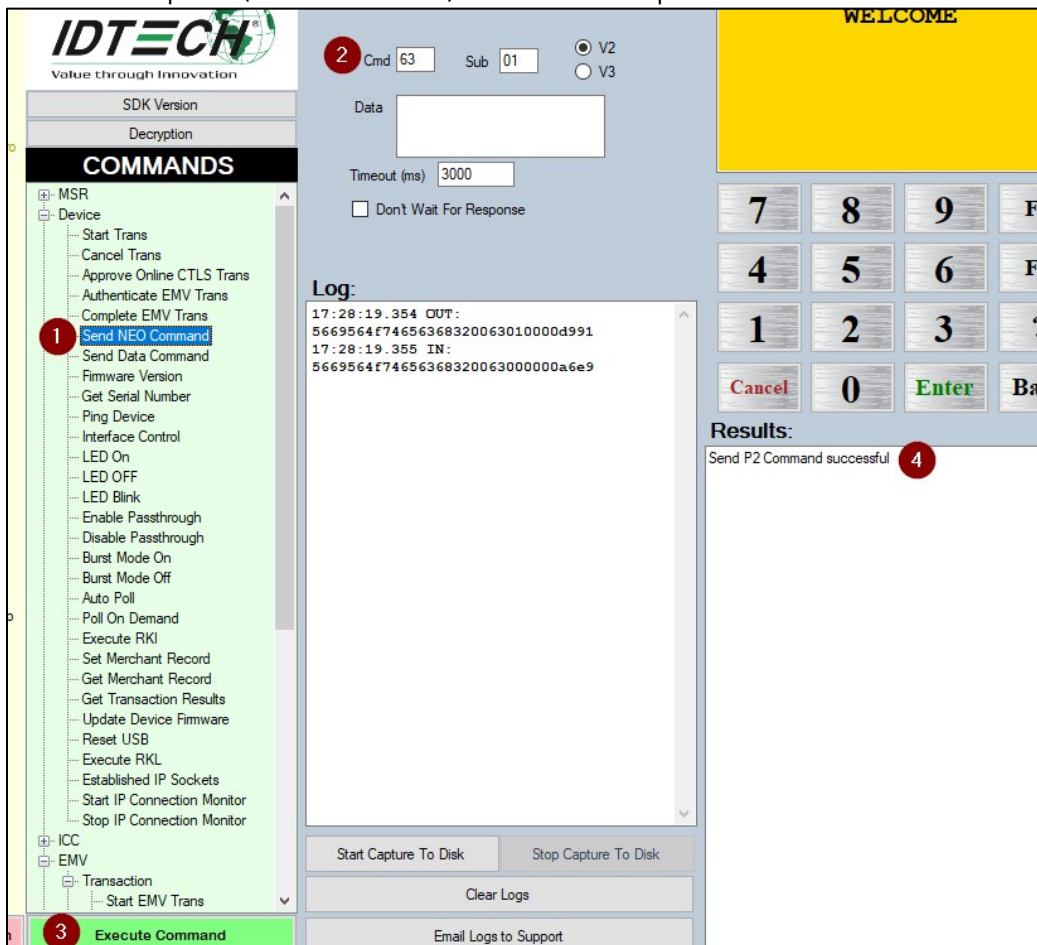 IDTECH®
Value through Innovation
SDK Version
Decryption
COMMANDS
MSR
Device
Start Trans
Cancel Trans
Approve Online CTLS Trans
Authenticate EMV Trans
Complete EMV Trans
1 Send NEO Command
Send Data Command
Firmware Version
Get Serial Number
Ping Device
Interface Control
LED On
LED OFF
LED Blink
Enable Passthrough
Disable Passthrough
Burst Mode On
Burst Mode Off
Auto Poll
Poll On Demand
Execute RKI
Set Merchant Record
Get Merchant Record
Get Transaction Results
Update Device Firmware
Reset USB
Execute RKL
Established IP Sockets
Start IP Connection Monitor
Stop IP Connection Monitor
ICC
EMV
Transaction
Start EMV Trans
3 Execute Command
2 Cmd 63 Sub 01 V2
V3
Data
Timeout (ms) 3000
Don't Wait For Response
Log:
17:28:19.354 OUT:
5669564f74656368320063010000d991
17:28:19.355 IN:
5669564f74656368320063000000a6e9
Start Capture To Disk Stop Capture To Disk
Clear Logs
Email Logs to Support
WELCOME
7 8 9 F
4 5 6 F
1 2 3
Cancel 0 Enter Ba
Results:
Send P2 Command successful 4